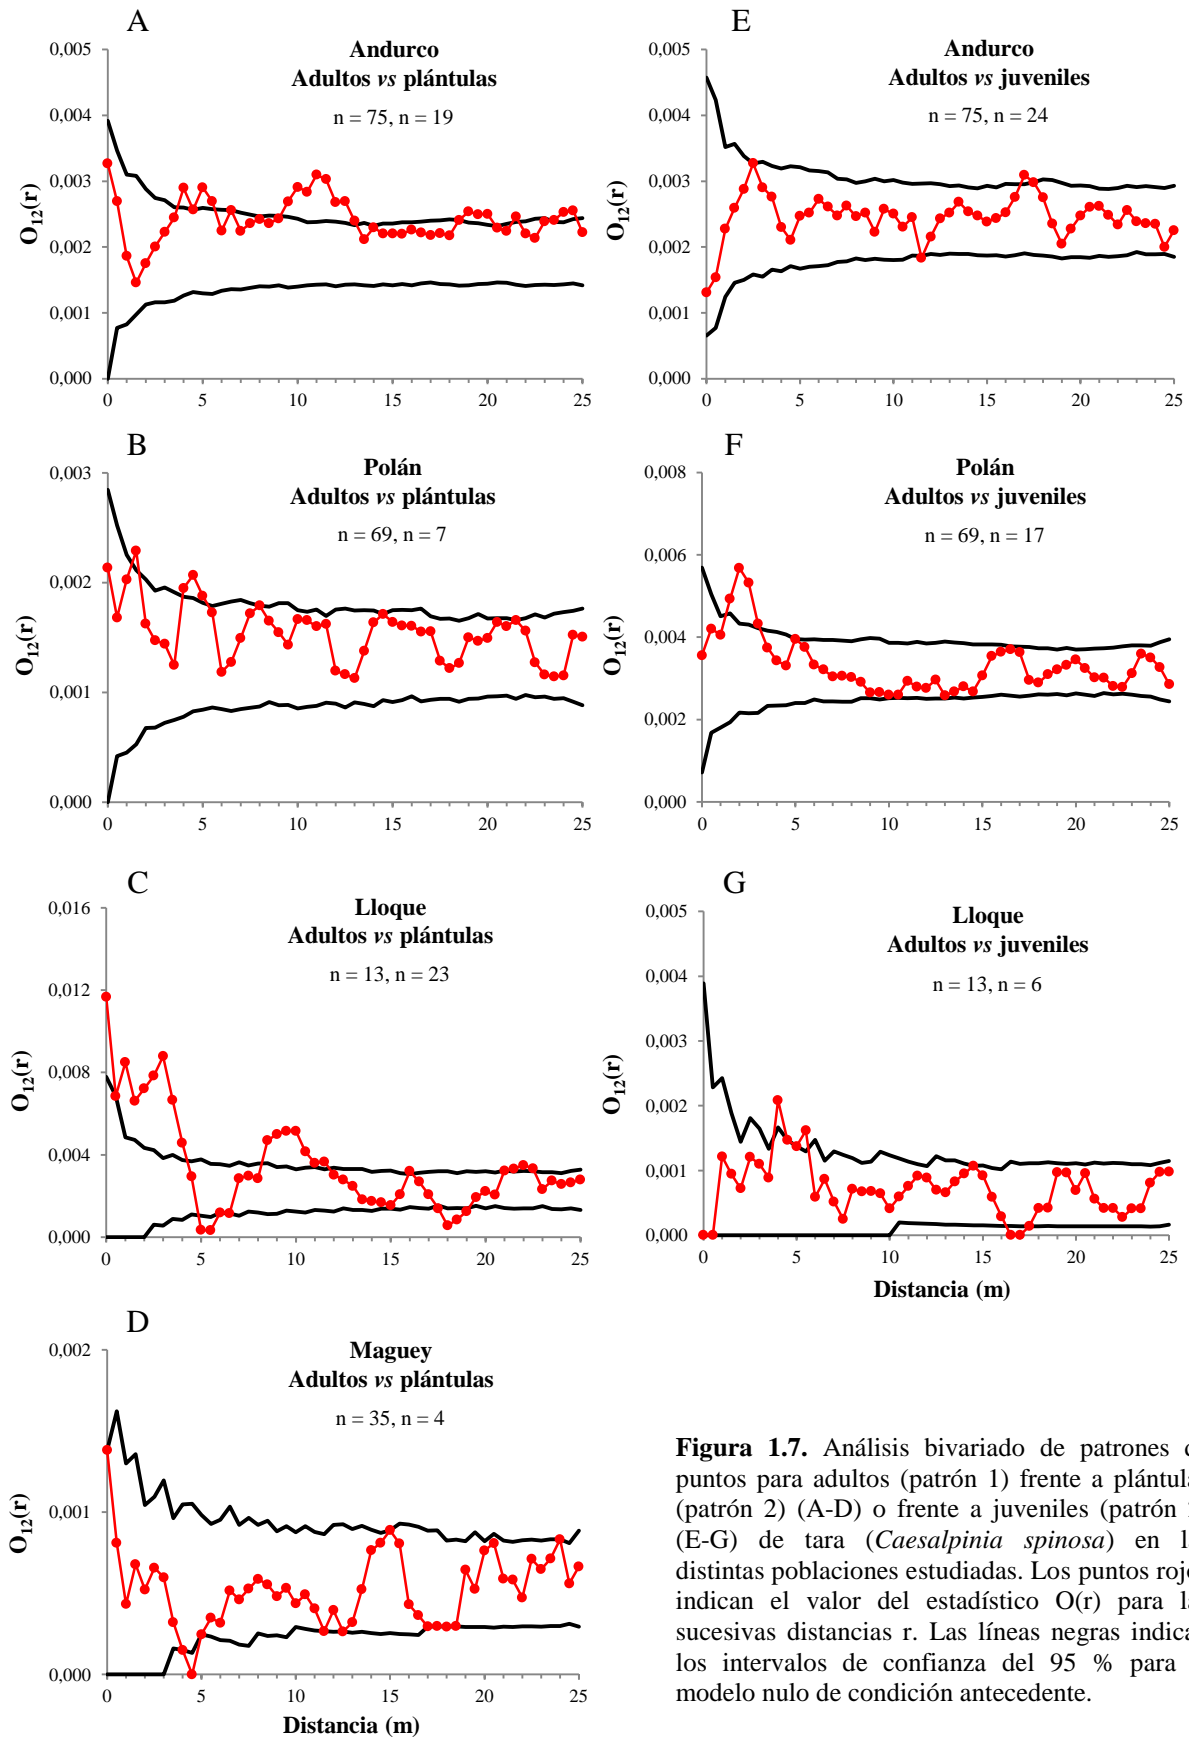 A
Andurco
Adultos vs plántulas
n = 75, n = 19
O12(r)
0,005
0,004
0,003
0,002
0,001
0,000
0 5 10 15 20 25
E
Andurco
Adultos vs juveniles
n = 75, n = 24
O12(r)
0,005
0,004
0,003
0,002
0,001
0,000
0 5 10 15 20 25
B
Polán
Adultos vs plántulas
n = 69, n = 7
O12(r)
0,003
0,002
0,001
0,000
0 5 10 15 20 25
F
Polán
Adultos vs juveniles
n = 69, n = 17
O12(r)
0,008
0,006
0,004
0,002
0,000
0 5 10 15 20 25
C
Lloque
Adultos vs plántulas
n = 13, n = 23
O12(r)
0,016
0,012
0,008
0,004
0,000
0 5 10 15 20 25
G
Lloque
Adultos vs juveniles
n = 13, n = 6
O12(r)
0,005
0,004
0,003
0,002
0,001
0,000
0 5 10 15 20 25
Distancia (m)
D
Maguey
Adultos vs plántulas
n = 35, n = 4
O12(r)
0,002
0,001
0,000
0 5 10 15 20 25
Distancia (m)
Figura 1.7. Análisis bivariado de patrones
puntos para adultos (patrón 1) frente a
(patrón 2) (A-D) o frente a juveniles (patrón
(E-G) de tara (Caesalpinia spinosa) en
distintas poblaciones estudiadas. Los puntos
indican el valor del estadístico O(r) para
sucesivas distancias r. Las líneas negras
los intervalos de confianza del 95 % para
modelo nulo de condición antecedente.